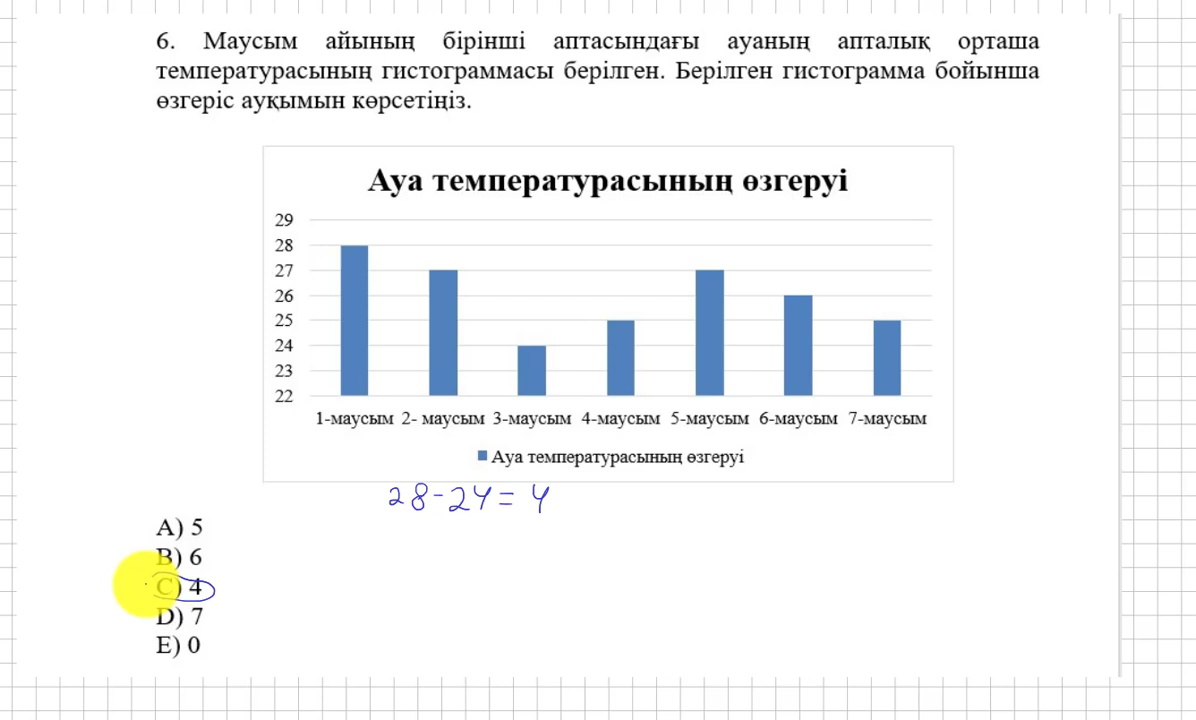 6. Маусым айының бірінші аптасындағы ауаның апталық орташа
температурасының гистограммасы берілген. Берілген гистограмма бойынша
өзгеріс ауқымын көрсетіңіз.
Ауа температурасының өзгеруі
29
28
27
26
25
24
23
22
1-маусым 2- маусым 3-маусым 4-маусым 5-маусым 6-маусым 7-маусым
Ауа температурасының өзгеруі
28-24=4
A) 5
B) 6
C) 4
D) 7
E) 0